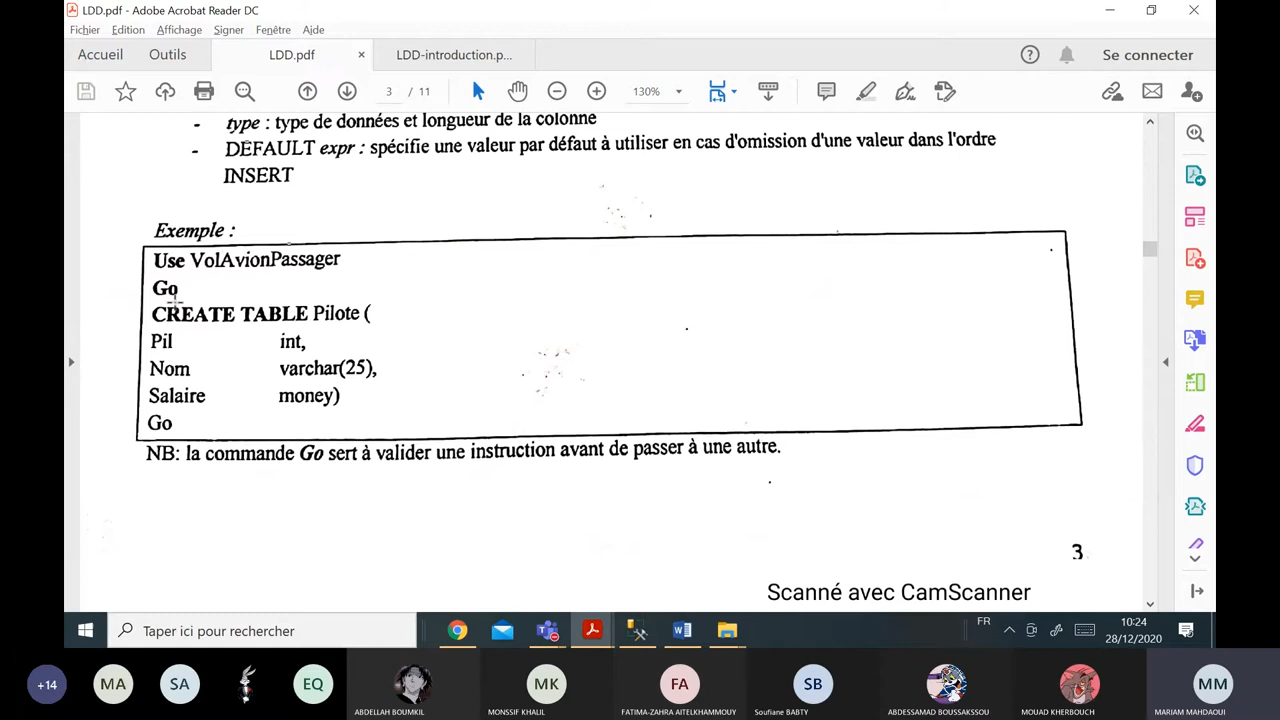 LDD.pdf - Adobe Acrobat Reader DC
Fichier Edition Affichage Signer Fenêtre Aide
Accueil Outils LDD.pdf × LDD-introduction.p... Se connecter
3 / 11 130%
- type : type de données et longueur de la colonne
- DEFAULT expr : spécifie une valeur par défaut à utiliser en cas d'omission d'une valeur dans l'ordre
INSERT
Exemple :
Use VolAvionPassager
Go
CREATE TABLE Pilote (
Pil int,
Nom varchar(25),
Salaire money)
Go
NB: la commande Go sert à valider une instruction avant de passer à une autre.
3
Scanné avec CamScanner
Taper ici pour rechercher
FR
10:24
28/12/2020
+14 MA SA EQ MK FA SB MM
ABDELLAH BOUMKIL MONSSIF KHALIL FATIMA-ZAHRA AITELKHAMMOUY Soufiane BABTY ABDESSAMAD BOUSSAKSSOU MOUAD KHERBOUCH MARIAM MAHDAOUI